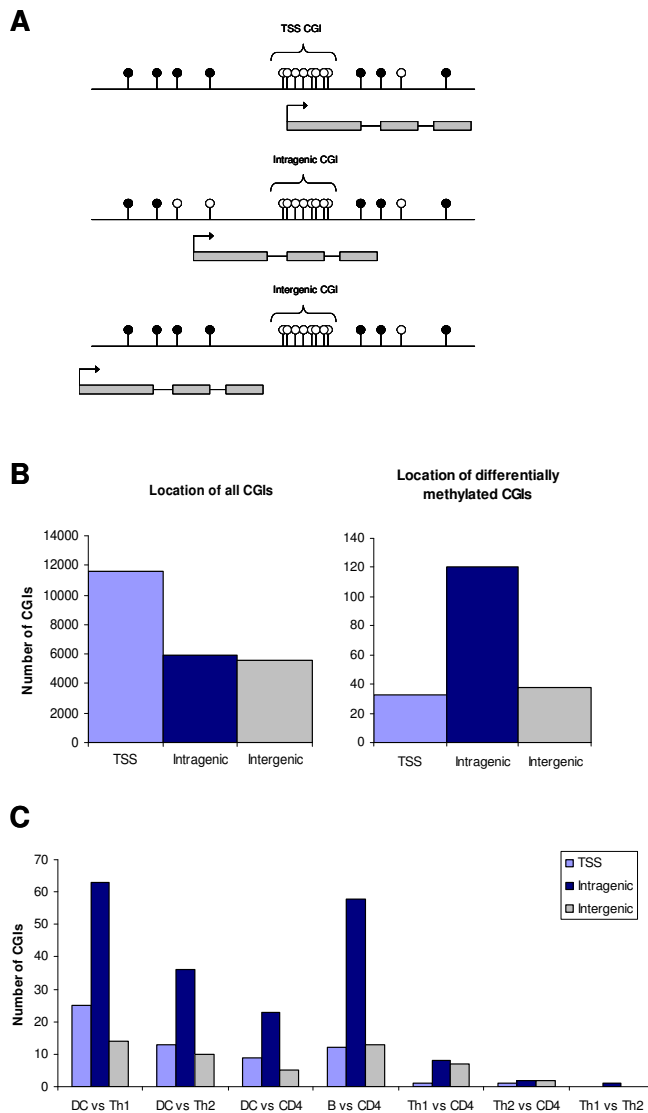 A
TSS CGI
Intragenic CGI
Intergenic CGI
B
Location of all CGIs
Number of CGIs
14000
12000
10000
8000
6000
4000
2000
0
TSS Intragenic Intergenic
Location of differentially
methylated CGIs
140
120
100
80
60
40
20
0
TSS Intragenic Intergenic
C
Number of CGIs
70
60
50
40
30
20
10
0
DC vs Th1 DC vs Th2 DC vs CD4 B vs CD4 Th1 vs CD4 Th2 vs CD4 Th1 vs Th2
TSS
Intragenic
Intergenic